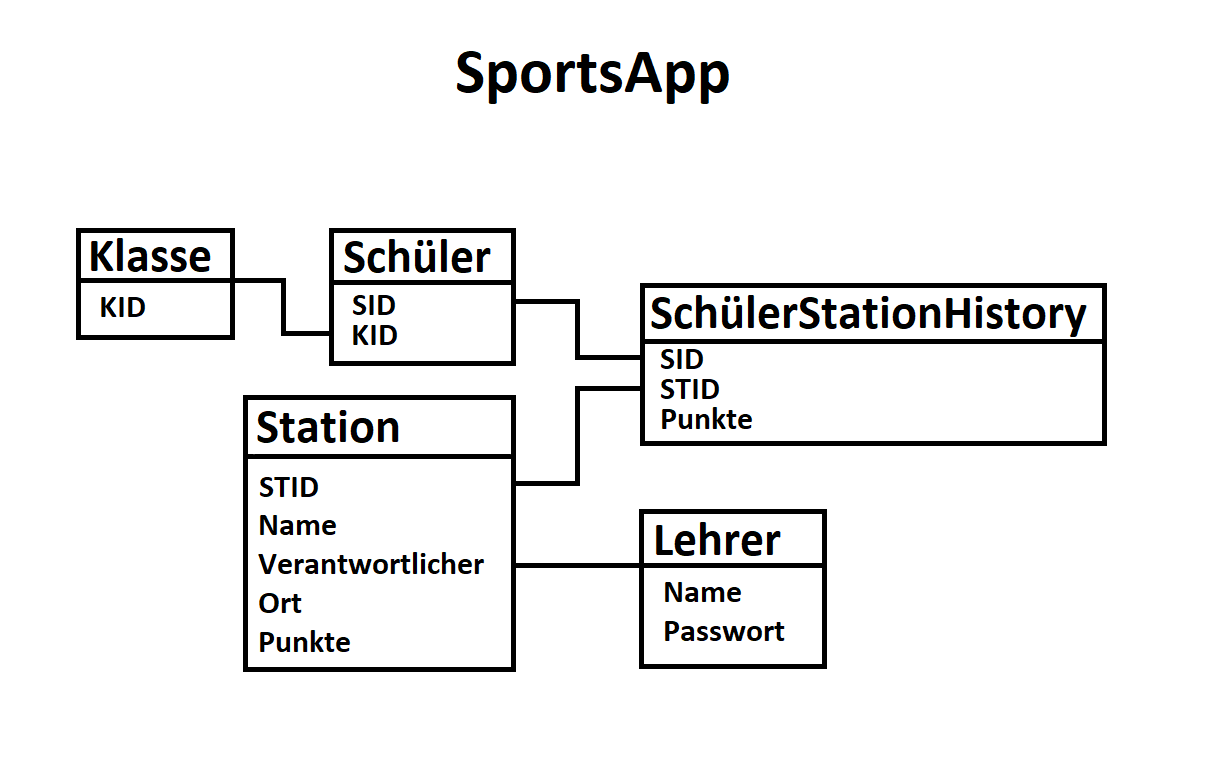 SportsApp
Klasse
KID
Schüler
SID
KID
SchülerStationHistory
SID
STID
Punkte
Station
STID
Name
Verantwortlicher
Ort
Punkte
Lehrer
Name
Passwort